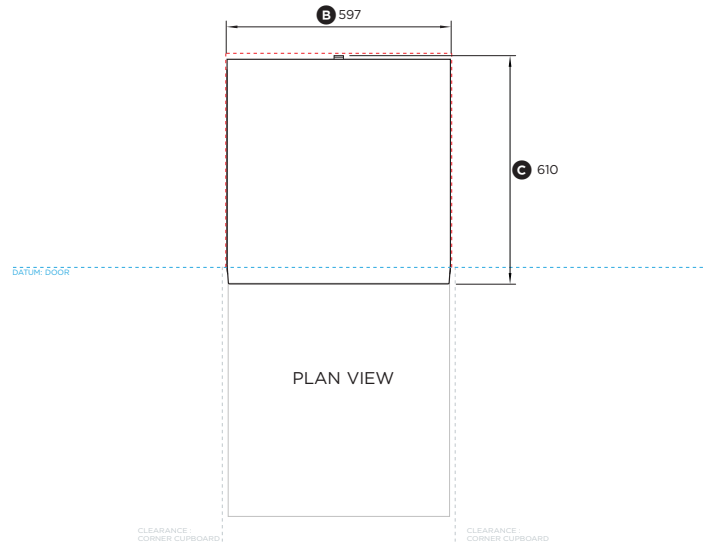 B 597
C 610
DATUM: DOOR
PLAN VIEW
CLEARANCE :
CORNER CUPBOARD
CLEARANCE :
CORNER CUPBOARD